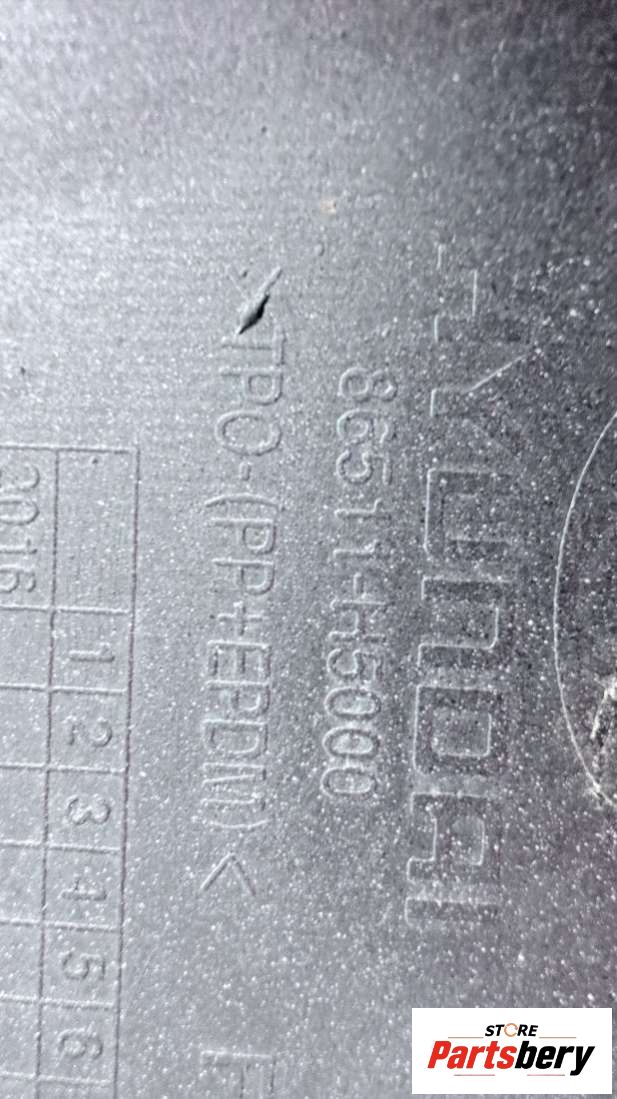 HYUNDAI
86511-H5000
>TPO-(PP+EPDM)<
1 2 3 4 5 6
2016
STORE
Partsbery